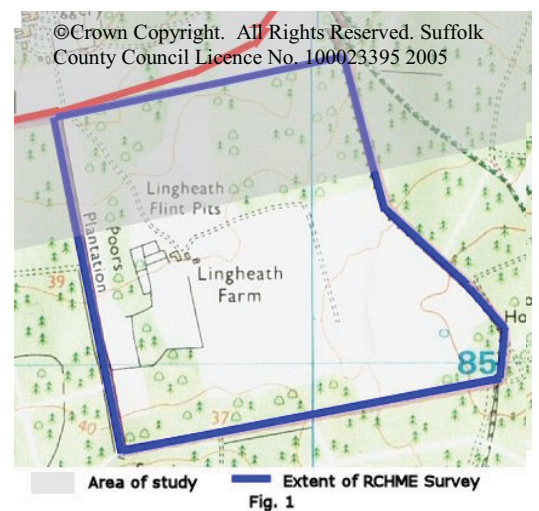 ©Crown Copyright. All Rights Reserved. Suffolk
County Council Licence No. 100023395 2005
Lingheath
Flint Pits
Poors
Plantation
39
Lingheath
Farm
Ho
85
37
40
Area of study
Extent of RCHME Survey
Fig. 1